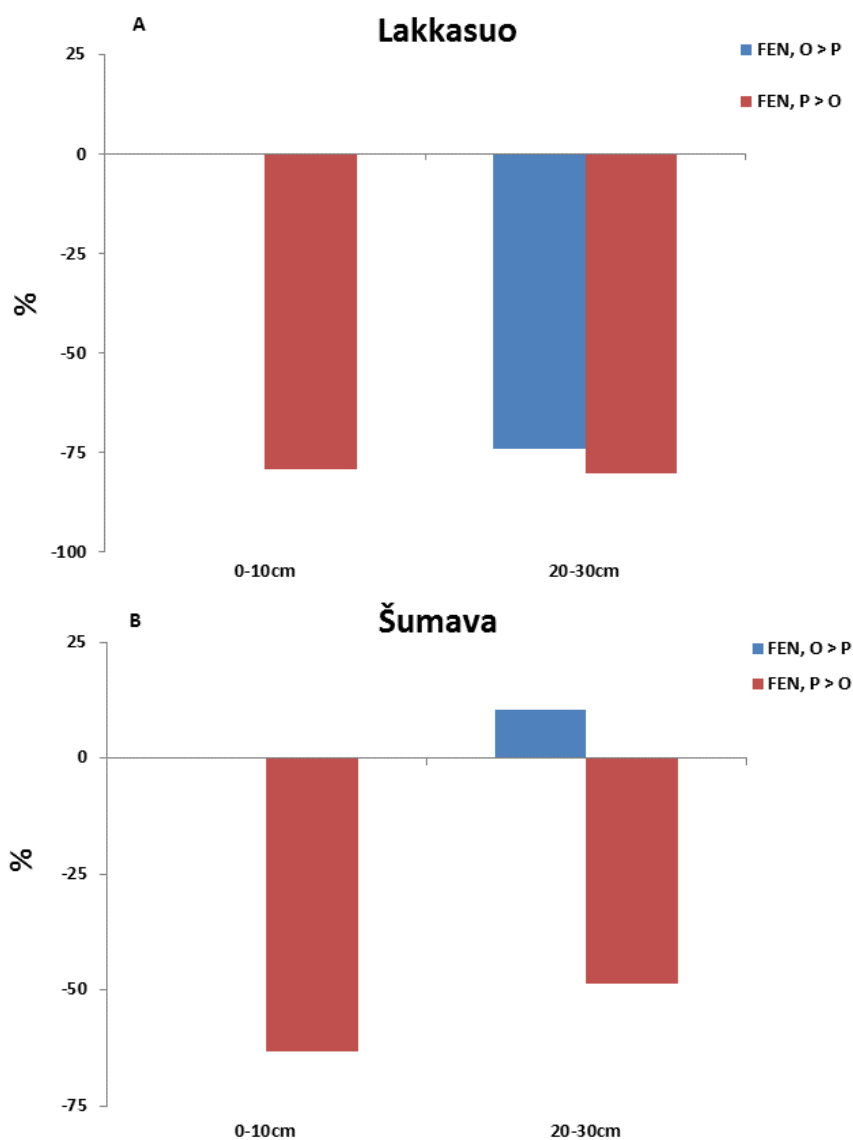 A
Lakkasuo
FEN, O > P
FEN, P > O
25
0
-25
-50
-75
-100
%
0-10cm
20-30cm
B
Šumava
FEN, O > P
FEN, P > O
25
0
-25
-50
-75
%
0-10cm
20-30cm